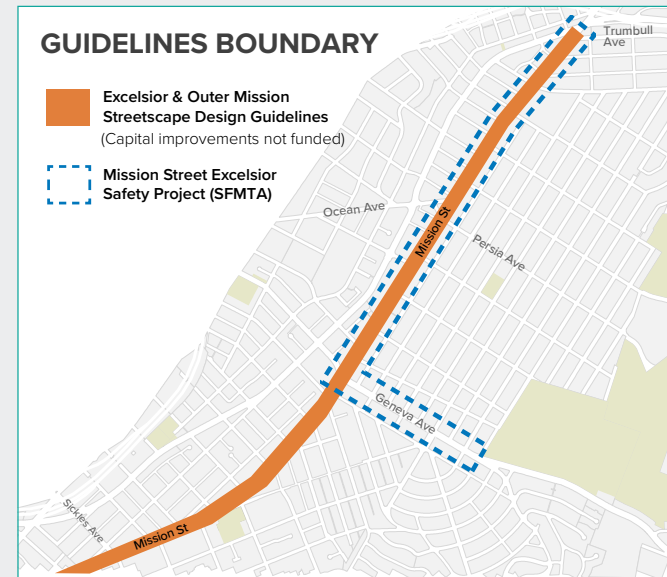 GUIDELINES BOUNDARY
Excelsior & Outer Mission
Streetscape Design Guidelines
(Capital improvements not funded)
Mission Street Excelsior
Safety Project (SFMTA)
Trumbull
Ave
Ocean Ave
Mission St
Persia Ave
Geneva Ave
Sickles Ave
Mission St